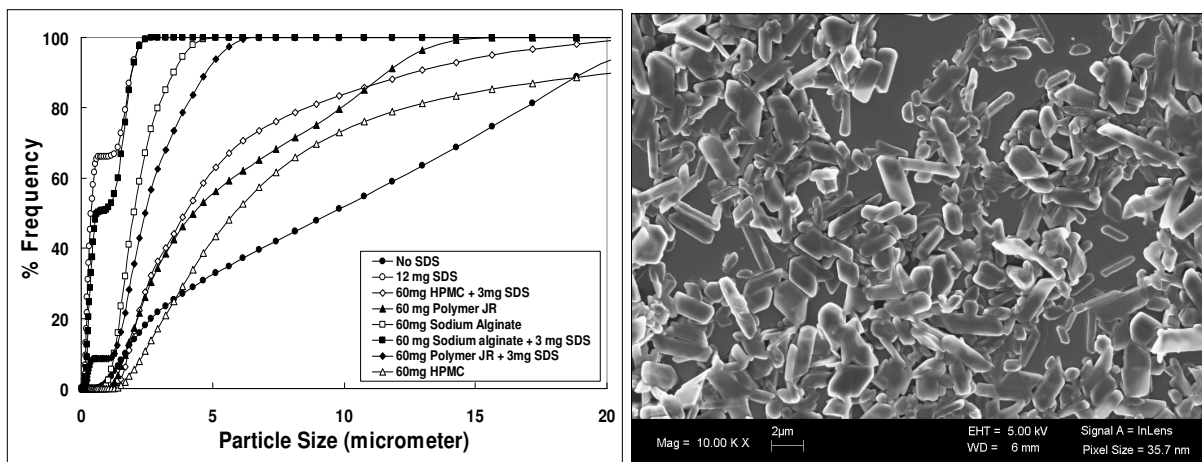 100
80
60
40
20
0
% Frequency
No SDS
12 mg SDS
60mg HPMC + 3mg SDS
60 mg Polymer JR
60mg Sodium Alginate
60 mg Sodium alginate + 3 mg SDS
60mg Polymer JR + 3mg SDS
60mg HPMC
0 5 10 15 20
Particle Size (micrometer)
Mag = 10.00 K X
2µm
EHT = 5.00 kV
WD = 6 mm
Signal A = InLens
Pixel Size = 35.7 nm